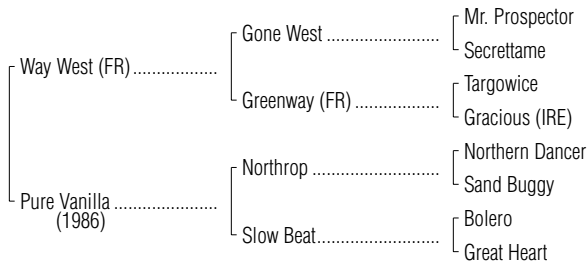 Mr. Prospector
Gone West ......................
Secrettame
Way West (FR) .................
Targowice
Greenway (FR) .................
Gracious (IRE)
Northern Dancer
Northrop .........................
Sand Buggy
Pure Vanilla .....................
(1986)
Bolero
Slow Beat........................
Great Heart